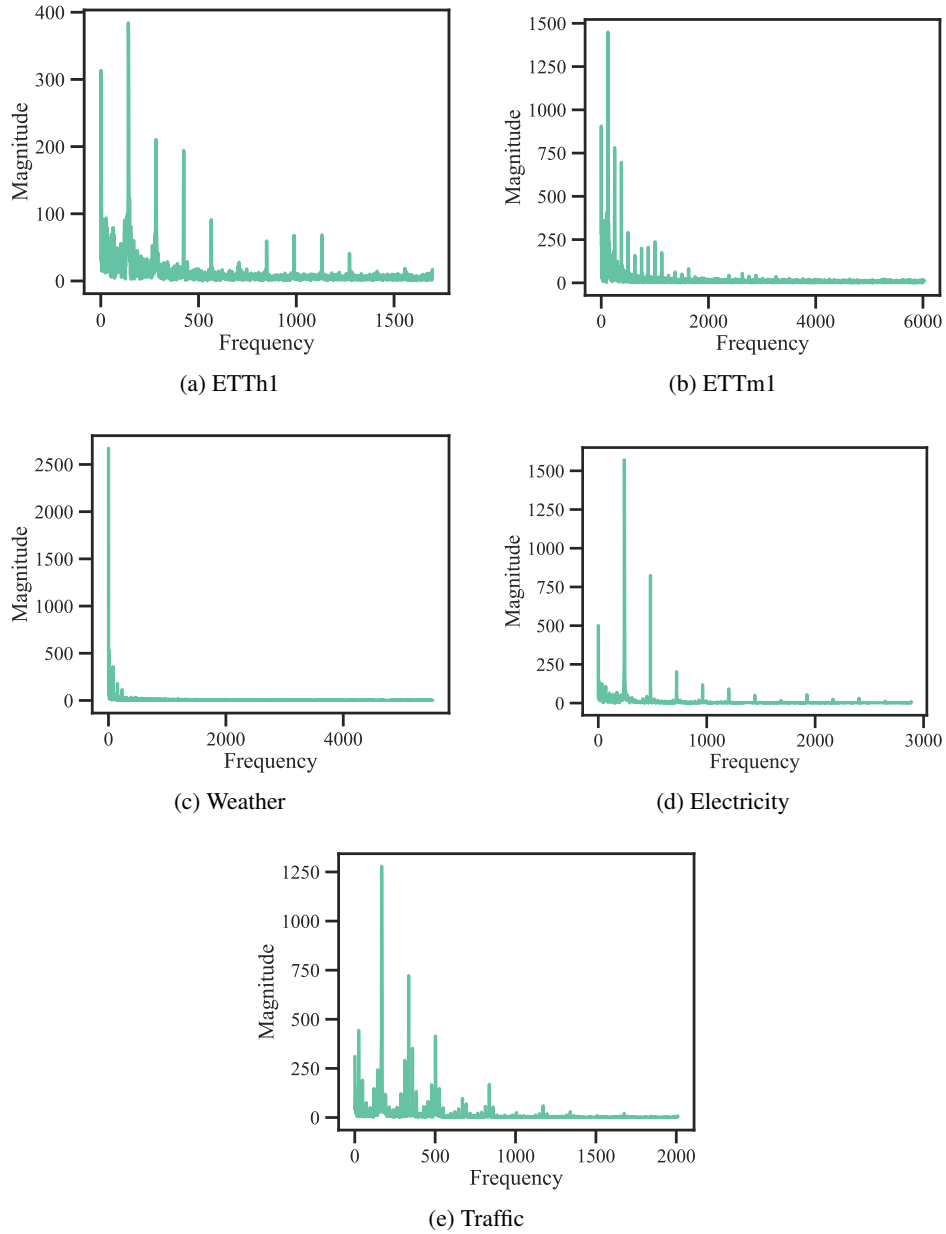 400
300
200
100
0
Magnitude
0 500 1000 1500
Frequency
(a) ETTh1
1500
1250
1000
750
500
250
0
Magnitude
0 2000 4000 6000
Frequency
(b) ETTm1
2500
2000
1500
1000
500
0
Magnitude
0 2000 4000
Frequency
(c) Weather
1500
1250
1000
750
500
250
0
Magnitude
0 1000 2000 3000
Frequency
(d) Electricity
1250
1000
750
500
250
0
Magnitude
0 500 1000 1500 2000
Frequency
(e) Traffic